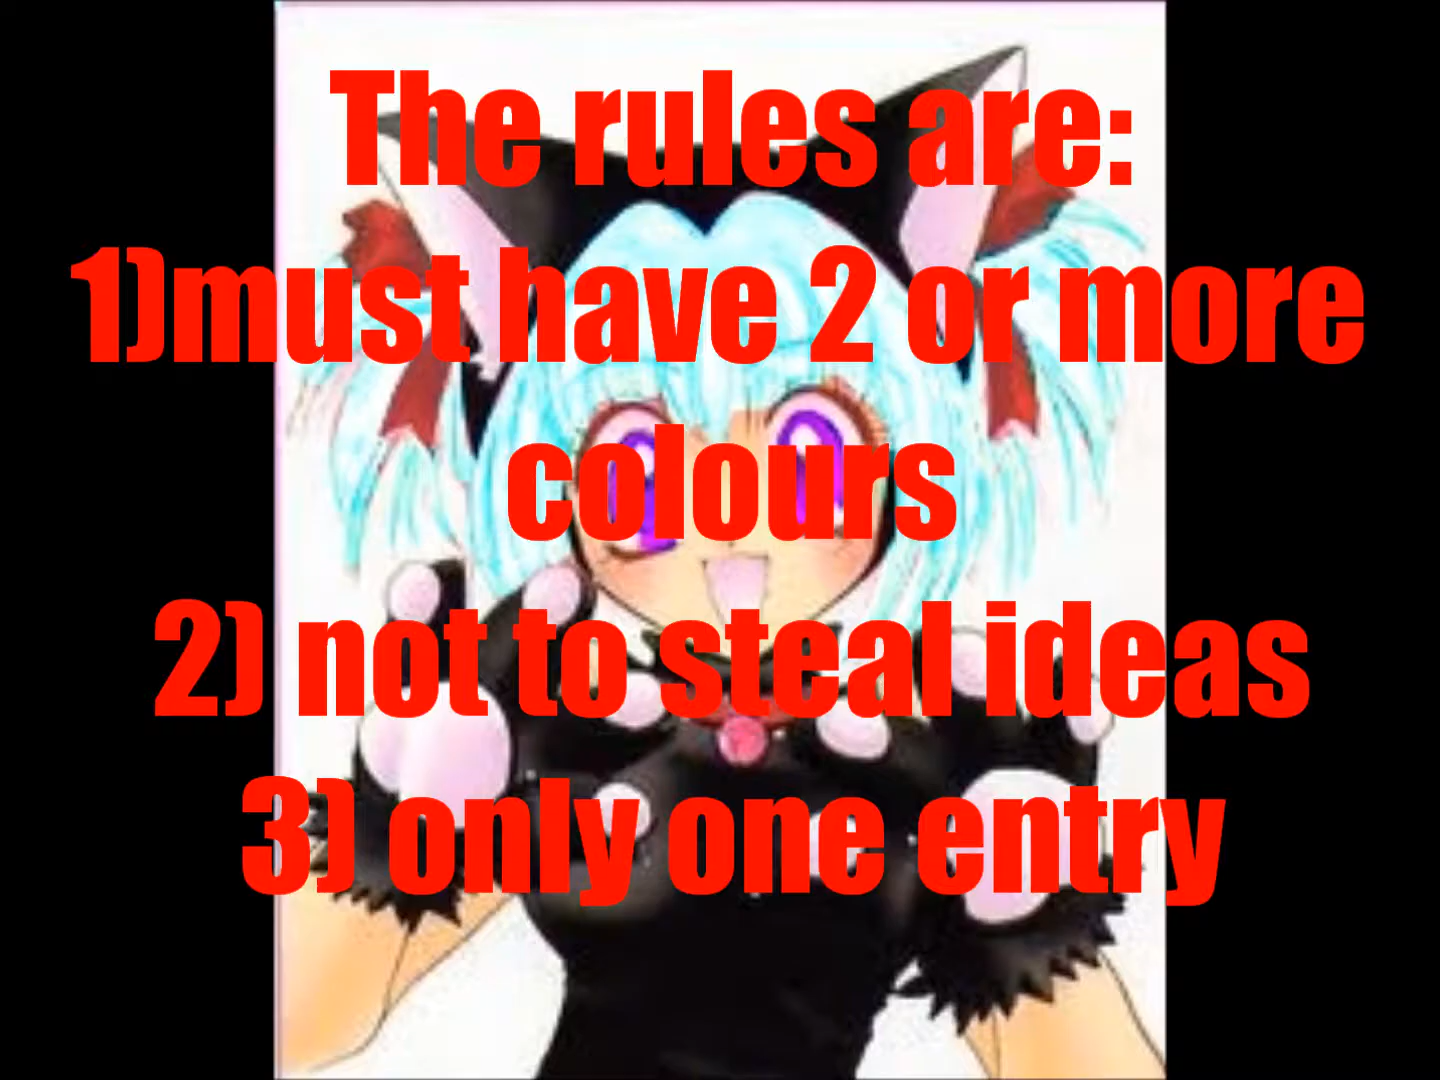 The rules are:
1)must have 2 or more
colours
2) not to steal ideas
3) only one entry